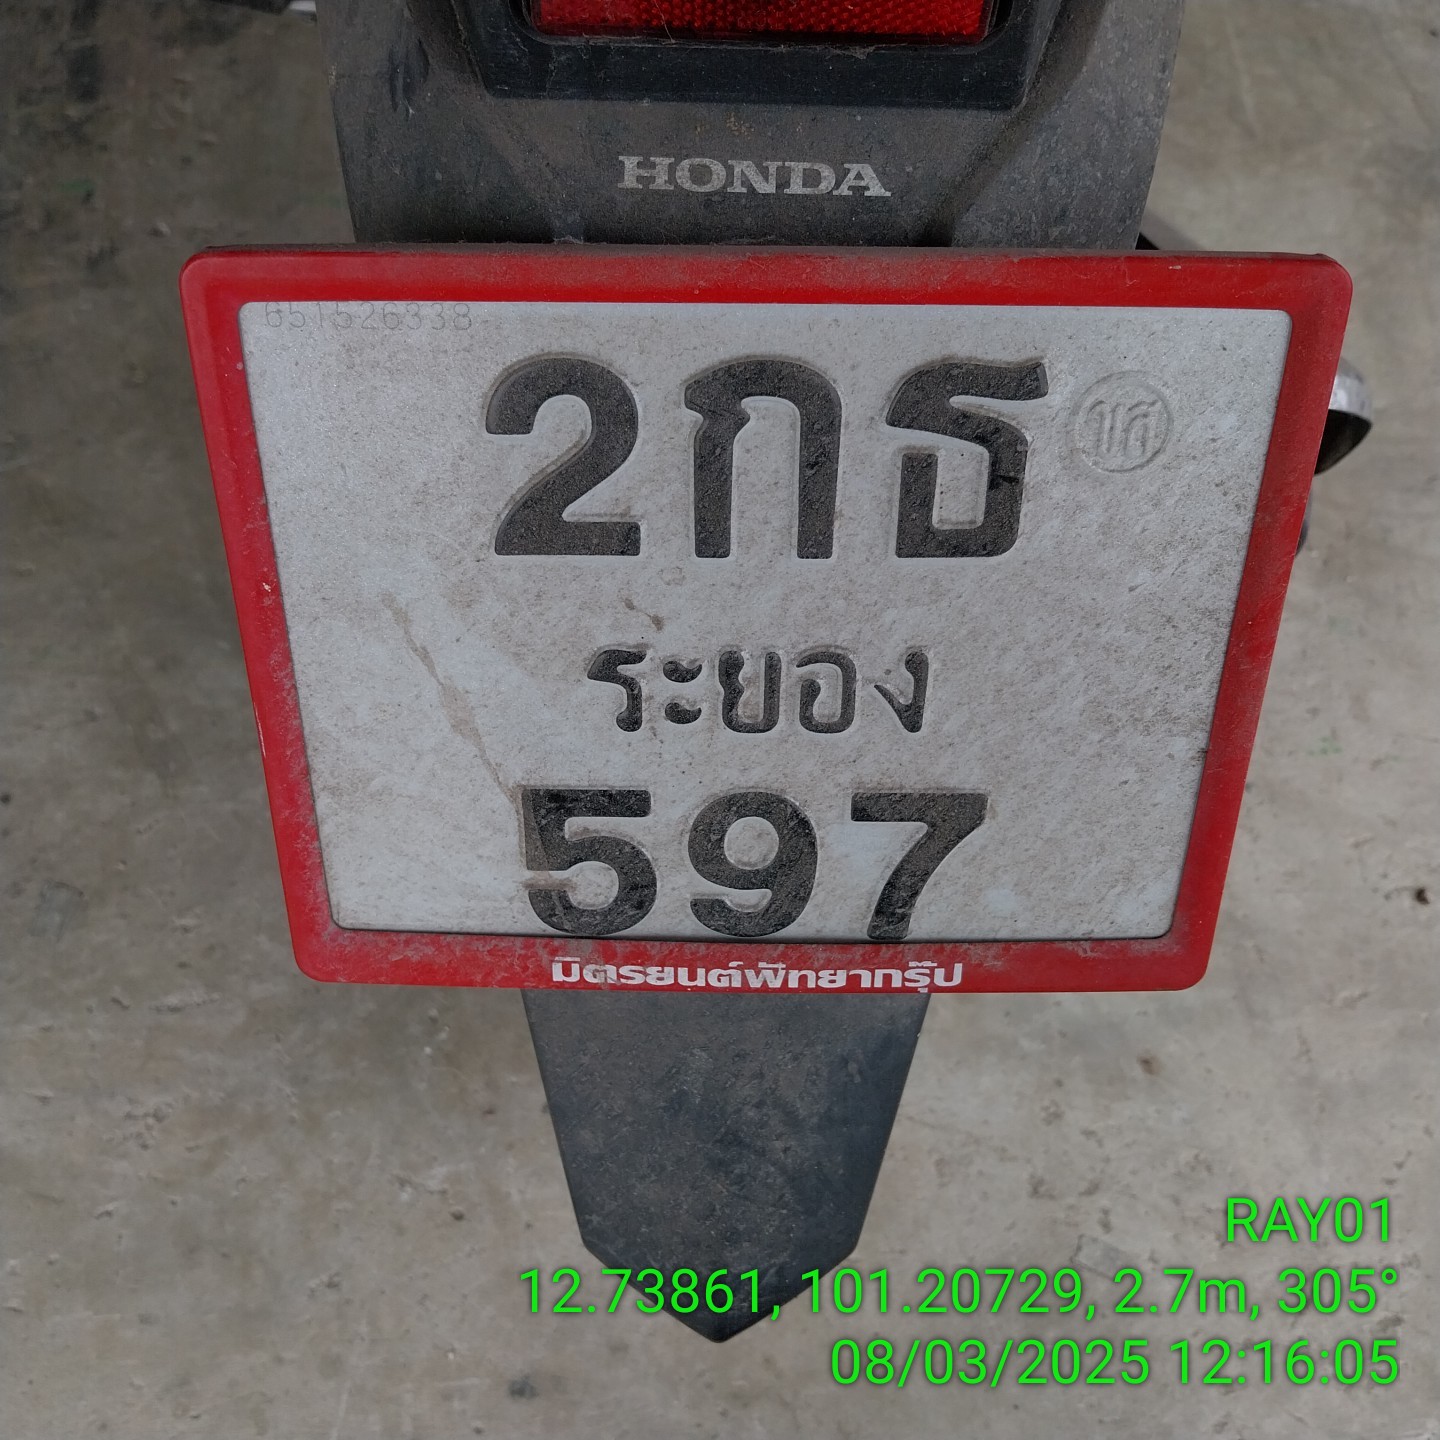 HONDA
651526338
2กธ
ขส
ระยอง
597
มิตรยนต์พัทยากรุ๊ป
RAY01
12.73861, 101.20729, 2.7m, 305°
08/03/2025 12:16:05